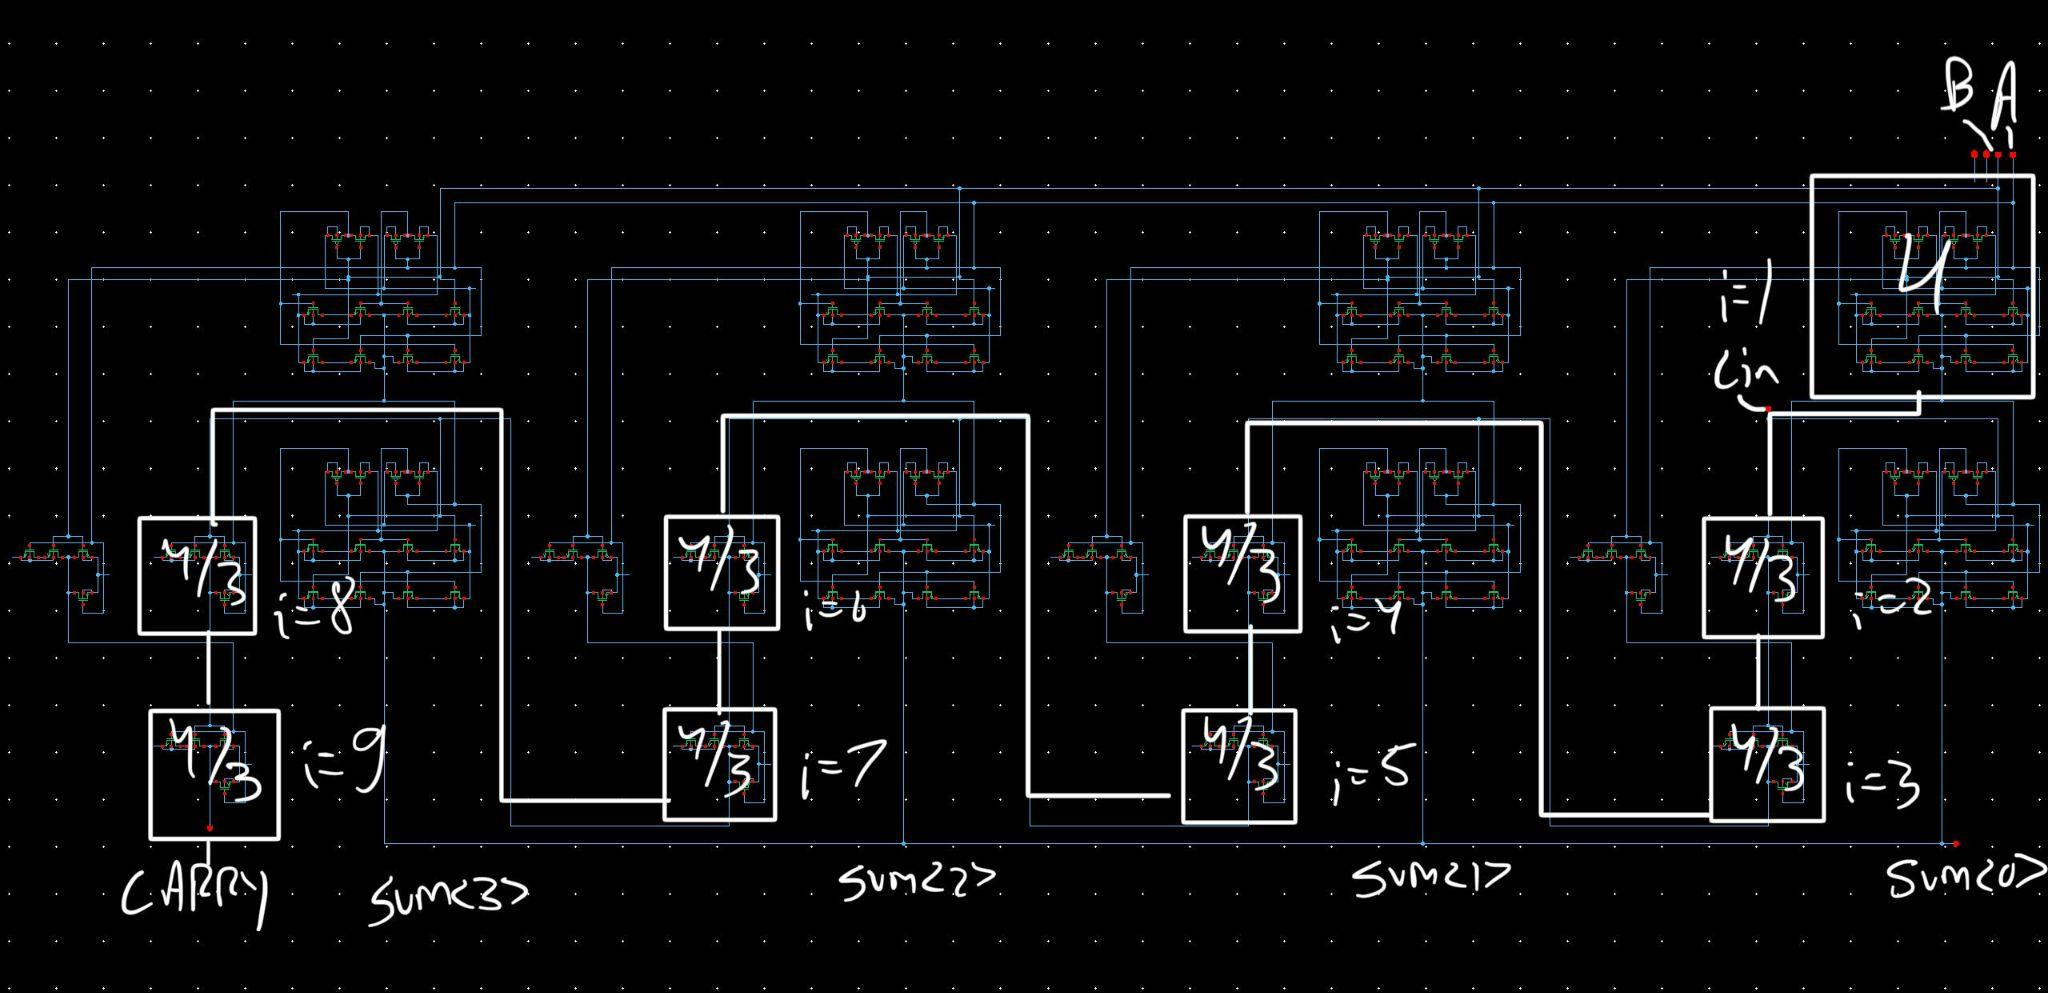 B A
4
i=1
Cin
4/3
i=8
4/3
i=6
4/3
i=4
4/3
i=2
4/3
i=9
4/3
i=7
4/3
i=5
4/3
i=3
CARRY
SUM<3>
SUM<2>
SUM<1>
SUM<0>